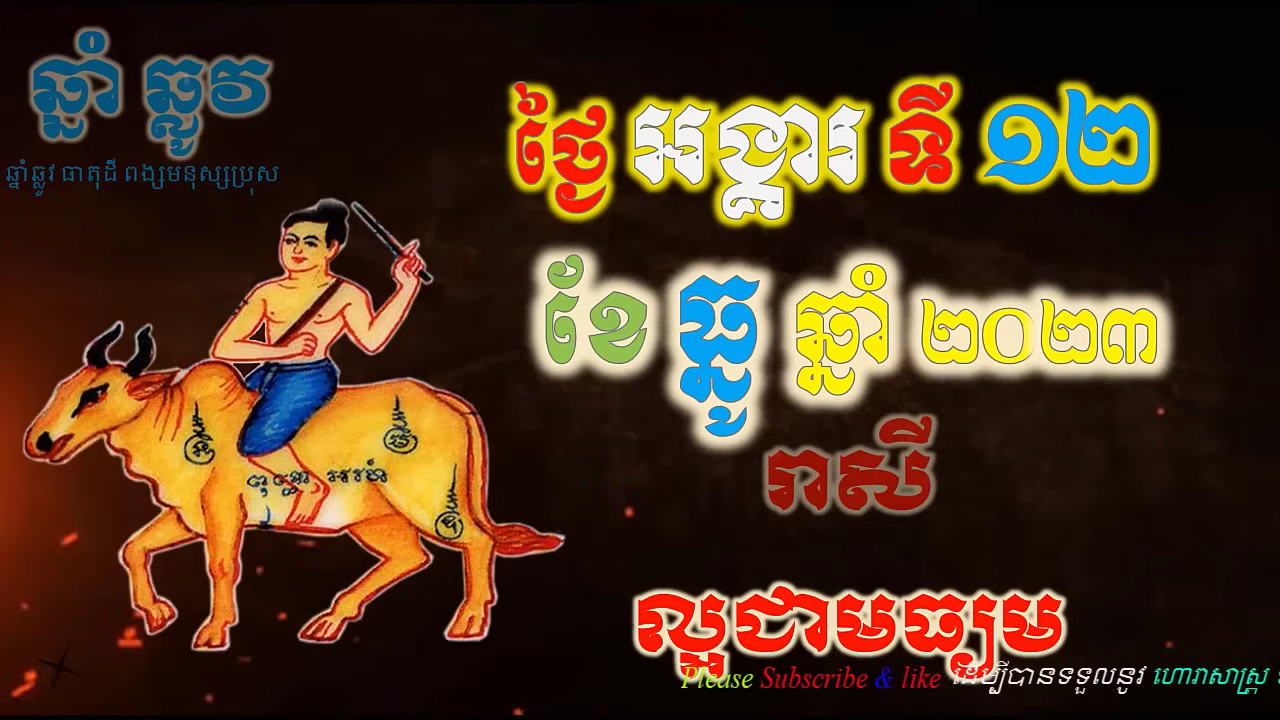 ឆ្នាំ ឆ្លូវ
ឆ្នាំឆ្លូវ ធាតុដី ពង្សមនុស្សប្រុស
ថ្ងៃ អង្គារ ទី ១២
ខែ ធ្នូ ឆ្នាំ ២០២៣
រាសី
ល្អជាមធ្យម
Please Subscribe & like ដើម្បីបានទទួលនូវ ហោរាសាស្ត្រ